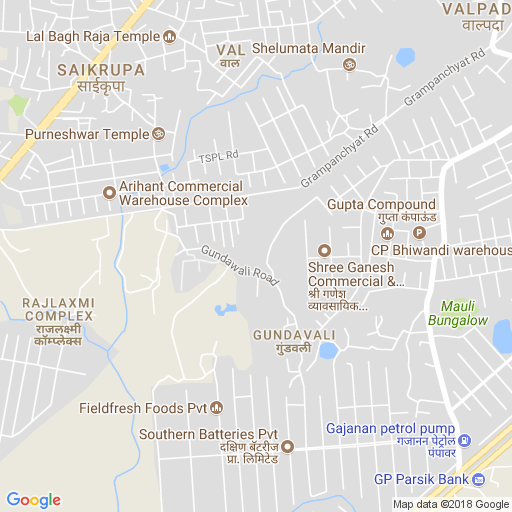 VALPAD
वाल्पदा
Lal Bagh Raja Temple
VAL
वाल
Shelumata Mandir
SAIKRUPA
साईकृपा
Grampanchyat Rd
Purneshwar Temple
TSPL Rd
Grampanchyat Rd
Arihant Commercial
Warehouse Complex
Gupta Compound
गुप्ता कंपाऊंड
Gundawali Road
CP Bhiwandi warehous
Shree Ganesh
Commercial &...
श्री गणेश
व्यावसायिक...
RAJLAXMI
COMPLEX
राजलक्ष्मी
कॉम्प्लेक्स
Mauli
Bungalow
GUNDAVALI
गुंडवली
Fieldfresh Foods Pvt
Southern Batteries Pvt
दक्षिण बॅटरीज
प्रा. लिमिटेड
Gajanan petrol pump
गजानन पेट्रोल
पंपावर
GP Parsik Bank
Google
Map data ©2018 Google